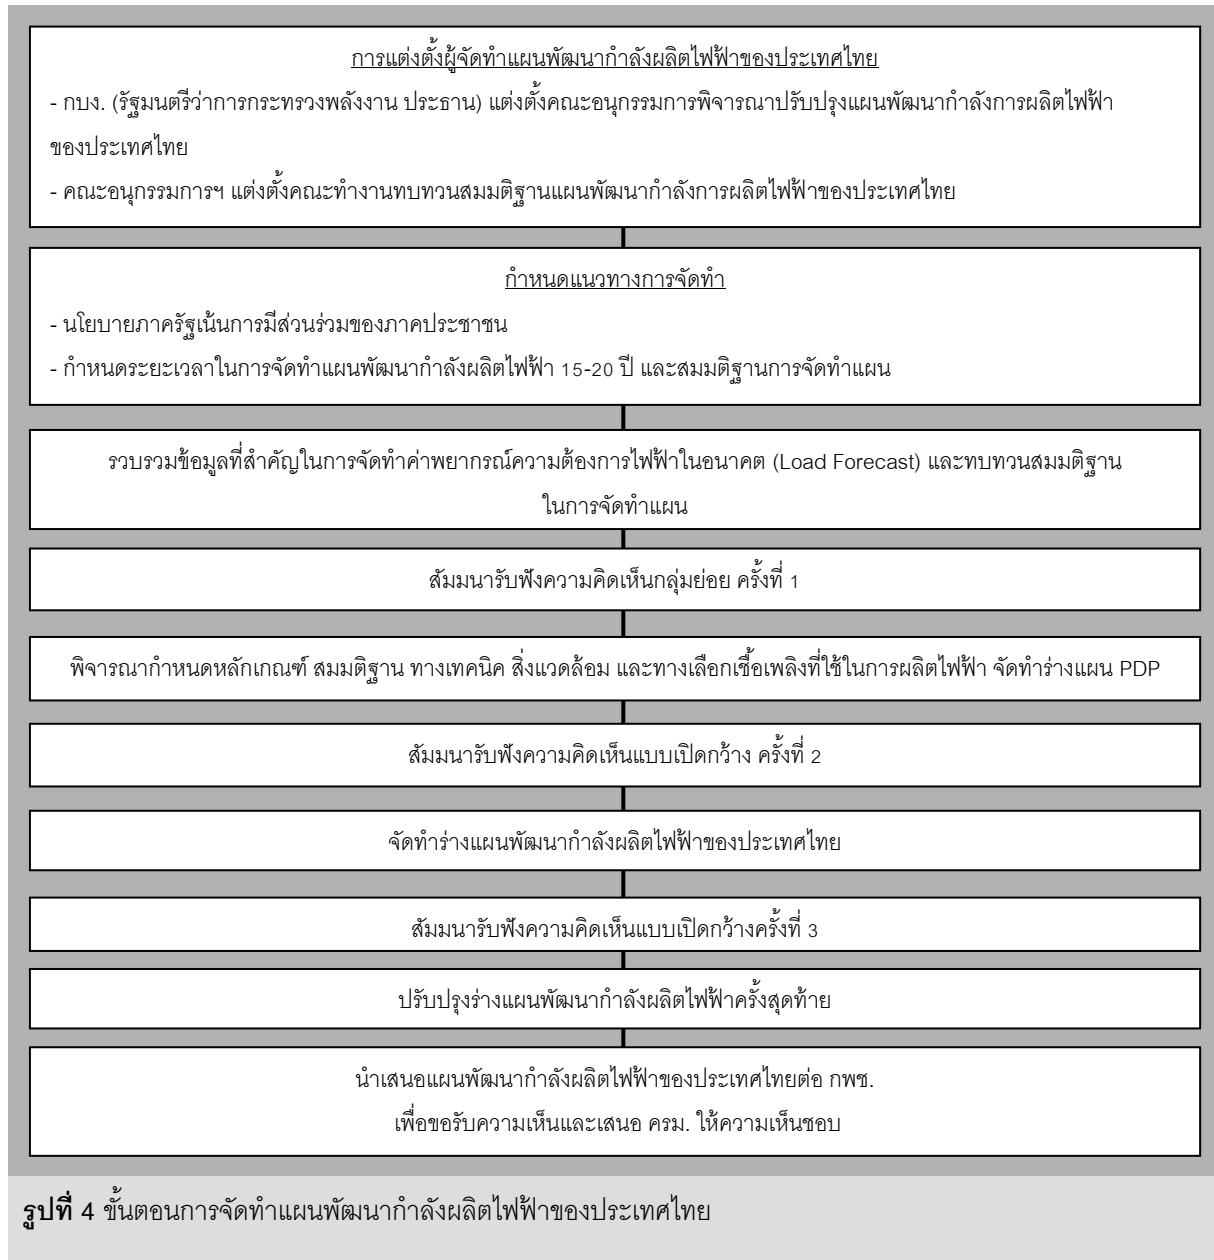 การแต่งตั้งผู้จัดทำแผนพัฒนากำลังผลิตไฟฟ้าของประเทศไทย
- กบง. (รัฐมนตรีว่าการกระทรวงพลังงาน ประธาน) แต่งตั้งคณะอนุกรรมการพิจารณาปรับปรุงแผนพัฒนากำลังการผลิตไฟฟ้า
ของประเทศไทย
- คณะอนุกรรมการฯ แต่งตั้งคณะทำงานทบทวนสมมติฐานแผนพัฒนากำลังการผลิตไฟฟ้าของประเทศไทย
กำหนดแนวทางการจัดทำ
- นโยบายภาครัฐเน้นการมีส่วนร่วมของภาคประชาชน
- กำหนดระยะเวลาในการจัดทำแผนพัฒนากำลังผลิตไฟฟ้า 15-20 ปี และสมมติฐานการจัดทำแผน
รวบรวมข้อมูลที่สำคัญในการจัดทำค่าพยากรณ์ความต้องการไฟฟ้าในอนาคต (Load Forecast) และทบทวนสมมติฐาน
ในการจัดทำแผน
สัมมนารับฟังความคิดเห็นกลุ่มย่อย ครั้งที่ 1
พิจารณากำหนดหลักเกณฑ์ สมมติฐาน ทางเทคนิค สิ่งแวดล้อม และทางเลือกเชื้อเพลิงที่ใช้ในการผลิตไฟฟ้า จัดทำร่างแผน PDP
สัมมนารับฟังความคิดเห็นแบบเปิดกว้าง ครั้งที่ 2
จัดทำร่างแผนพัฒนากำลังผลิตไฟฟ้าของประเทศไทย
สัมมนารับฟังความคิดเห็นแบบเปิดกว้างครั้งที่ 3
ปรับปรุงร่างแผนพัฒนากำลังผลิตไฟฟ้าครั้งสุดท้าย
นำเสนอแผนพัฒนากำลังผลิตไฟฟ้าของประเทศไทยต่อ กพช.
เพื่อขอรับความเห็นและเสนอ ครม. ให้ความเห็นชอบ
รูปที่ 4 ขั้นตอนการจัดทำแผนพัฒนากำลังผลิตไฟฟ้าของประเทศไทย